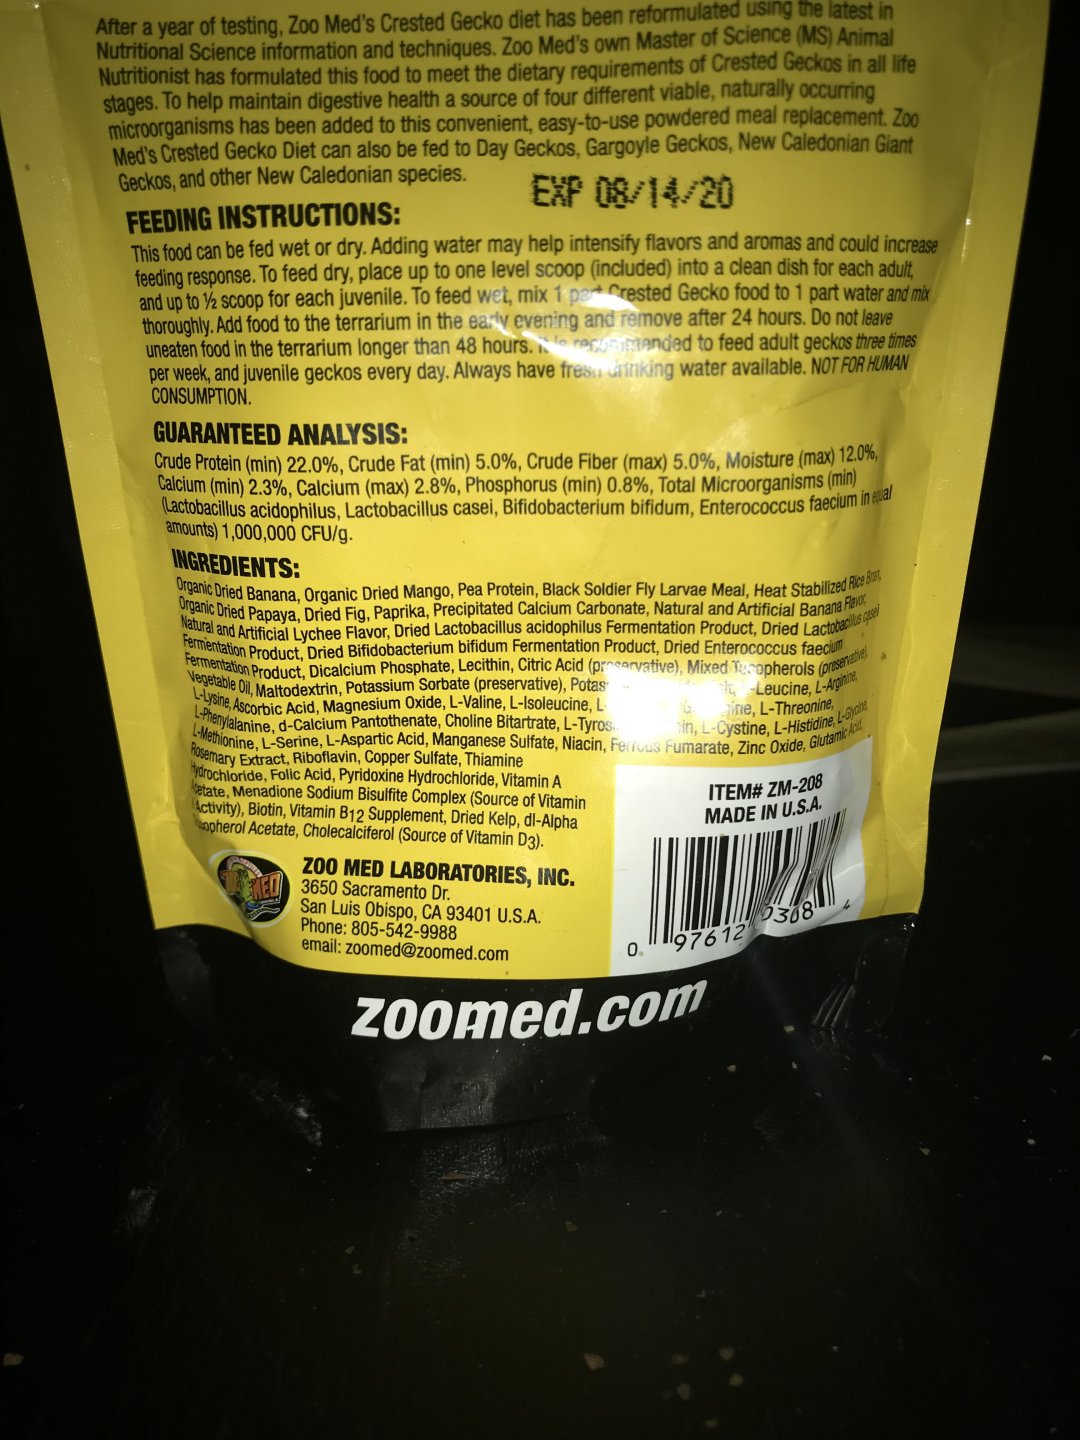 After a year of testing, Zoo Med's Crested Gecko diet has been reformulated using the latest in
Nutritional Science information and techniques. Zoo Med's own Master of Science (MS) Animal
Nutritionist has formulated this food to meet the dietary requirements of Crested Geckos in all life
stages. To help maintain digestive health a source of four different viable, naturally occurring
microorganisms has been added to this convenient, easy-to-use powdered meal replacement. Zoo
Med's Crested Gecko Diet can also be fed to Day Geckos, Gargoyle Geckos, New Caledonian Giant
Geckos, and other New Caledonian species.
EXP 08/14/20
FEEDING INSTRUCTIONS:
This food can be fed wet or dry. Adding water may help intensify flavors and aromas and could increase
feeding response. To feed dry, place up to one level scoop (included) into a clean dish for each adult,
and up to ½ scoop for each juvenile. To feed wet, mix 1 part Crested Gecko food to 1 part water and mix
thoroughly. Add food to the terrarium in the early evening and remove after 24 hours. Do not leave
uneaten food in the terrarium longer than 48 hours. It is recommended to feed adult geckos three times
per week, and juvenile geckos every day. Always have fresh drinking water available. NOT FOR HUMAN
CONSUMPTION.
GUARANTEED ANALYSIS:
Crude Protein (min) 22.0%, Crude Fat (min) 5.0%, Crude Fiber (max) 5.0%, Moisture (max) 12.0%,
Calcium (min) 2.3%, Calcium (max) 2.8%, Phosphorus (min) 0.8%, Total Microorganisms (min)
(Lactobacillus acidophilus, Lactobacillus casei, Bifidobacterium bifidum, Enterococcus faecium in equal
amounts) 1,000,000 CFU/g.
INGREDIENTS:
Organic Dried Banana, Organic Dried Mango, Pea Protein, Black Soldier Fly Larvae Meal, Heat Stabilized Rice Bran,
Organic Dried Papaya, Dried Fig, Paprika, Precipitated Calcium Carbonate, Natural and Artificial Banana Flavor,
Natural and Artificial Lychee Flavor, Dried Lactobacillus acidophilus Fermentation Product, Dried Lactobacillus casei
Fermentation Product, Dried Bifidobacterium bifidum Fermentation Product, Dried Enterococcus faecium
Fermentation Product, Dicalcium Phosphate, Lecithin, Citric Acid (preservative), Mixed Tocopherols (preservative),
Vegetable Oil, Maltodextrin, Potassium Sorbate (preservative), L-Leucine, L-Arginine,
L-Lysine, Ascorbic Acid, Magnesium Oxide, L-Valine, L-Isoleucine, L-Threonine,
L-Phenylalanine, d-Calcium Pantothenate, Choline Bitartrate, L-Cystine, L-Histidine, L-Glycine,
L-Methionine, L-Serine, L-Aspartic Acid, Manganese Sulfate, Niacin, Ferrous Fumarate, Zinc Oxide, Glutamic Acid,
Rosemary Extract, Riboflavin, Copper Sulfate, Thiamine
Hydrochloride, Folic Acid, Pyridoxine Hydrochloride, Vitamin A
Acetate, Menadione Sodium Bisulfite Complex (Source of Vitamin
Activity), Biotin, Vitamin B12 Supplement, Dried Kelp, dl-Alpha
Tocopherol Acetate, Cholecalciferol (Source of Vitamin D3).
ITEM# ZM-208
MADE IN U.S.A.
ZOO MED
ZOO MED LABORATORIES, INC.
3650 Sacramento Dr.
San Luis Obispo, CA 93401 U.S.A.
Phone: 805-542-9988
email: zoomed@zoomed.com
0 97612 0308 4
zoomed.com